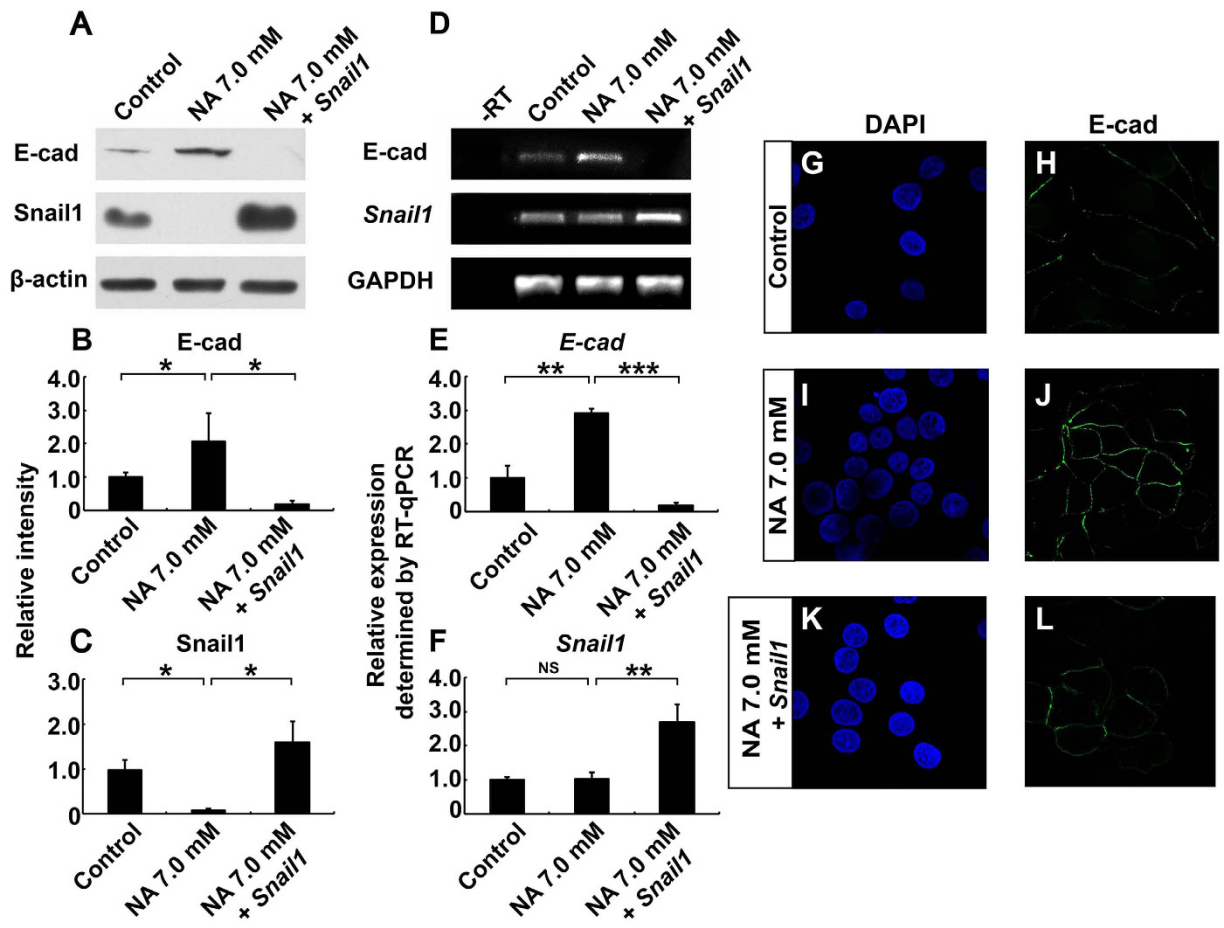 A
Control
NA 7.0 mM
NA 7.0 mM
+ Snail1
E-cad
Snail1
β-actin
D
-RT
Control
NA 7.0 mM
NA 7.0 mM
+ Snail1
E-cad
Snail1
GAPDH
B
E-cad
Relative intensity
4.0
3.0
2.0
1.0
0
*
*
Control
NA 7.0 mM
NA 7.0 mM
+ Snail1
C
Snail1
3.0
2.0
1.0
0
*
*
Control
NA 7.0 mM
NA 7.0 mM
+ Snail1
E
E-cad
Relative expression
determined by RT-qPCR
4.0
3.0
2.0
1.0
0
**
***
Control
NA 7.0 mM
NA 7.0 mM
+ Snail1
F
Snail1
4.0
3.0
2.0
1.0
0
NS
**
Control
NA 7.0 mM
NA 7.0 mM
+ Snail1
DAPI
E-cad
Control
G
H
NA 7.0 mM
I
J
NA 7.0 mM
+ Snail1
K
L